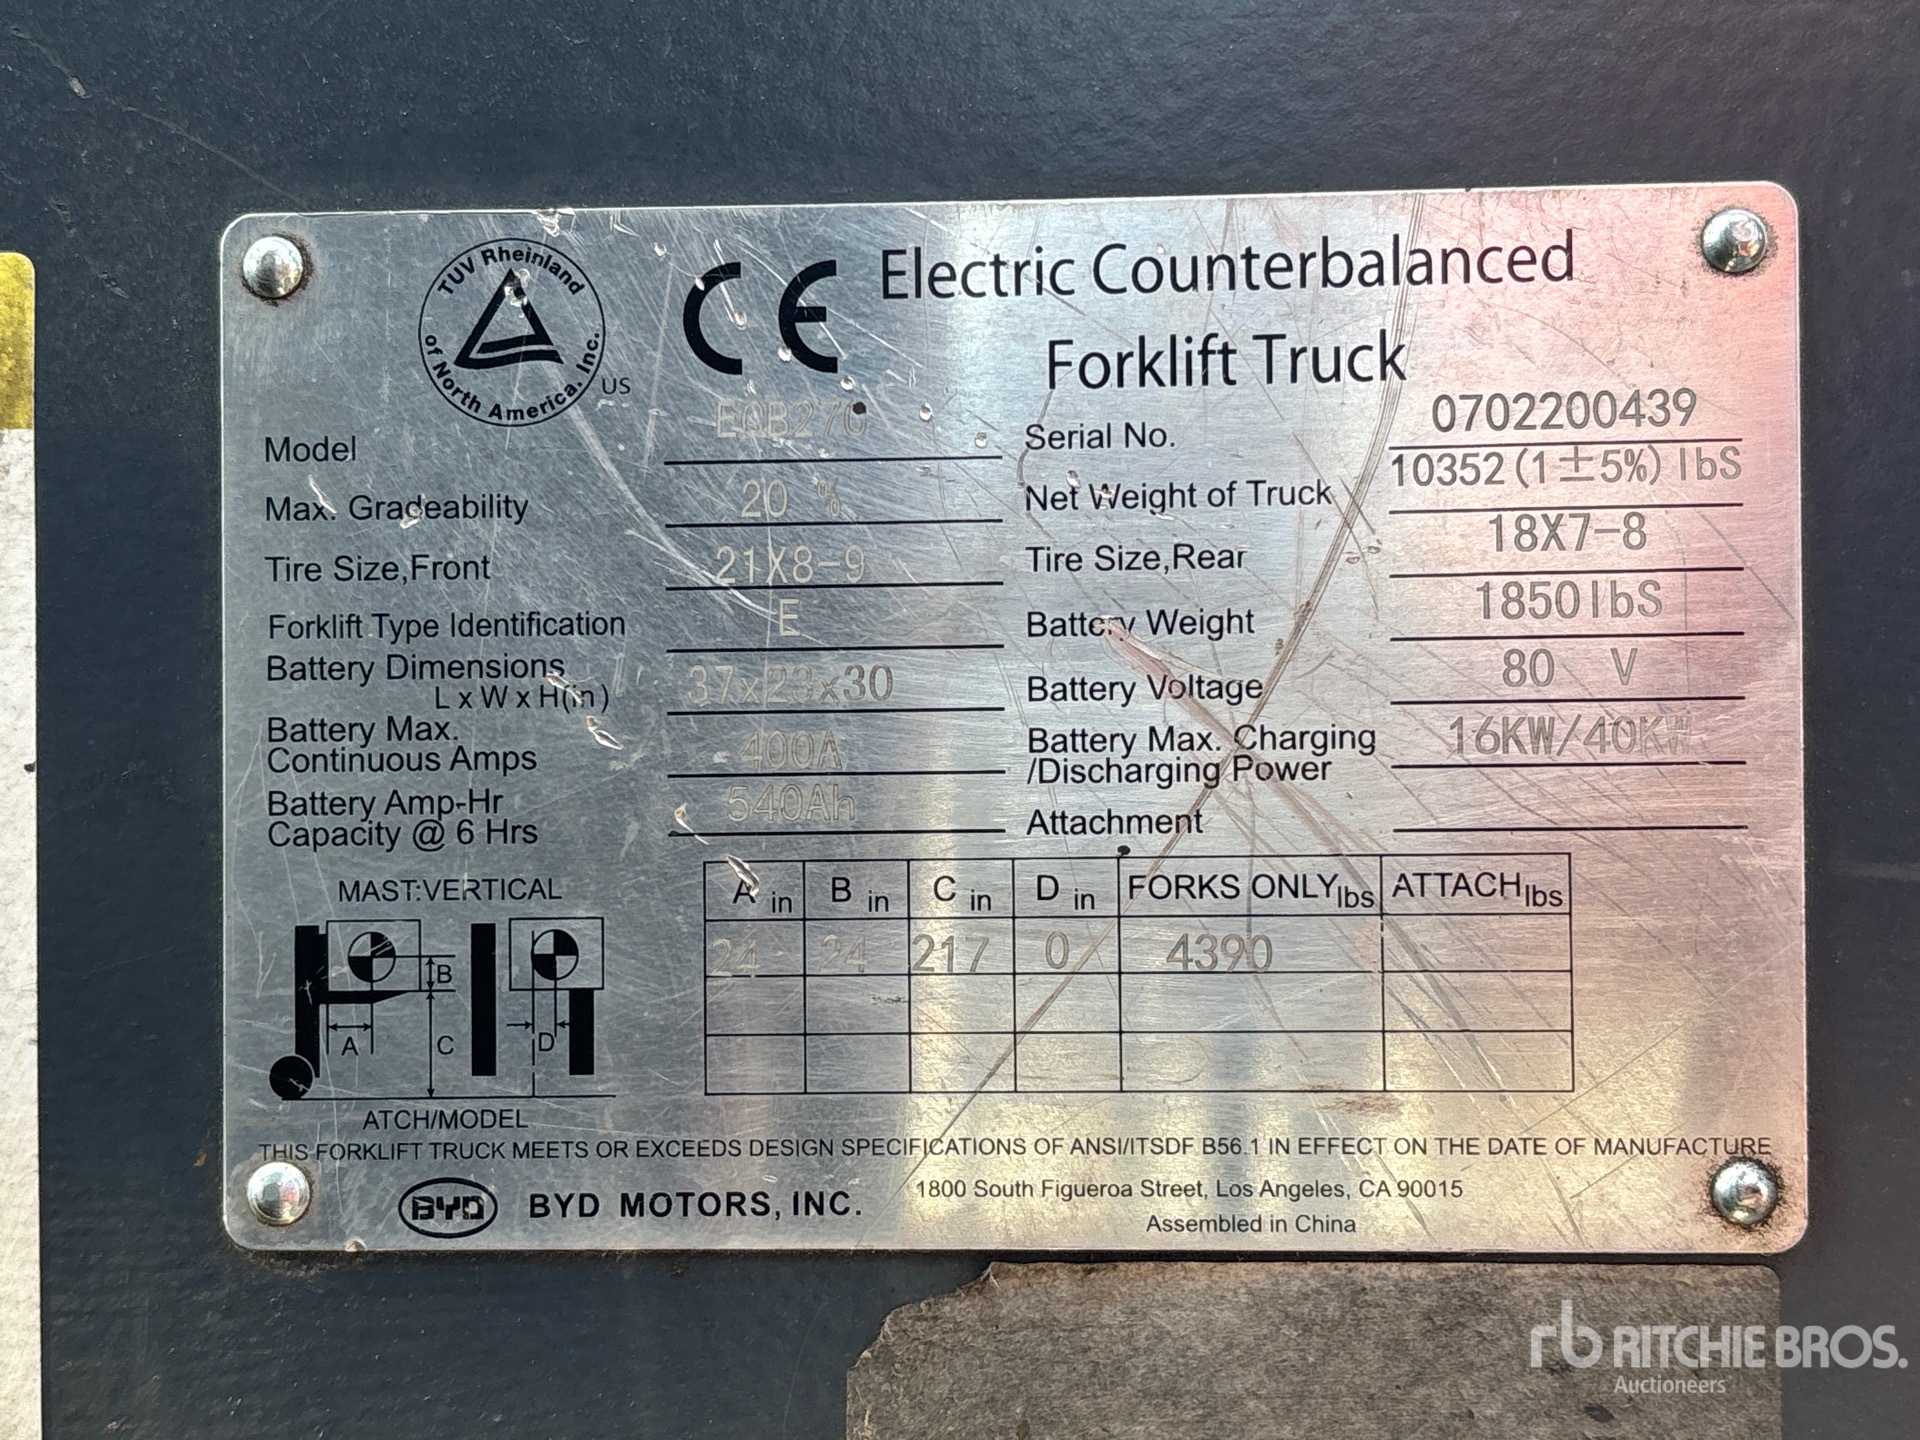 TUV Rheinland
of North America, Inc.
US
CE
Electric Counterbalanced
Forklift Truck
Model ECB27C
Serial No. 0702200439
Max. Gradeability 20 %
Net Weight of Truck 10352(1±5%)lbS
Tire Size,Front 21X8-9
Tire Size,Rear 18X7-8
Forklift Type Identification E
Battery Weight 1850lbS
Battery Dimensions
L x W x H(in) 37x23x30
Battery Voltage 80 V
Battery Max.
Continuous Amps 400A
Battery Max. Charging
/Discharging Power 16KW/40KW
Battery Amp-Hr
Capacity @ 6 Hrs 540Ah
Attachment
MAST:VERTICAL
A in B in C in D in FORKS ONLY lbs ATTACH lbs
24 24 217 0 4390
B
A C D
ATCH/MODEL
THIS FORKLIFT TRUCK MEETS OR EXCEEDS DESIGN SPECIFICATIONS OF ANSI/ITSDF B56.1 IN EFFECT ON THE DATE OF MANUFACTURE
BYD BYD MOTORS, INC.
1800 South Figueroa Street, Los Angeles, CA 90015
Assembled in China
rb RITCHIE BROS.
Auctioneers